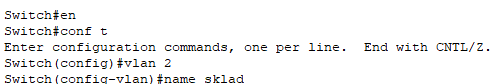 Switch#en
Switch#conf t
Enter configuration commands, one per line.  End with CNTL/Z.
Switch(config)#vlan 2
Switch(config-vlan)#name sklad